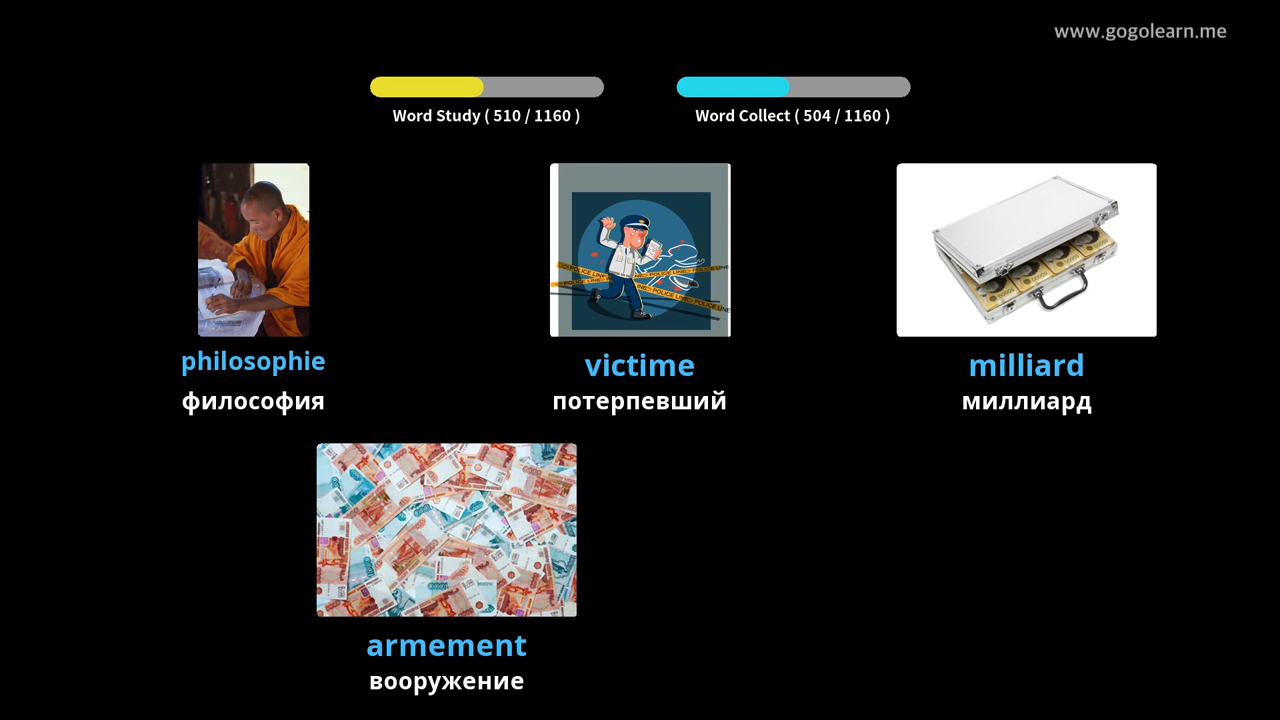 www.gogolearn.me
Word Study ( 510 / 1160 )
Word Collect ( 504 / 1160 )
philosophie
философия
victime
потерпевший
milliard
миллиард
armement
вооружение